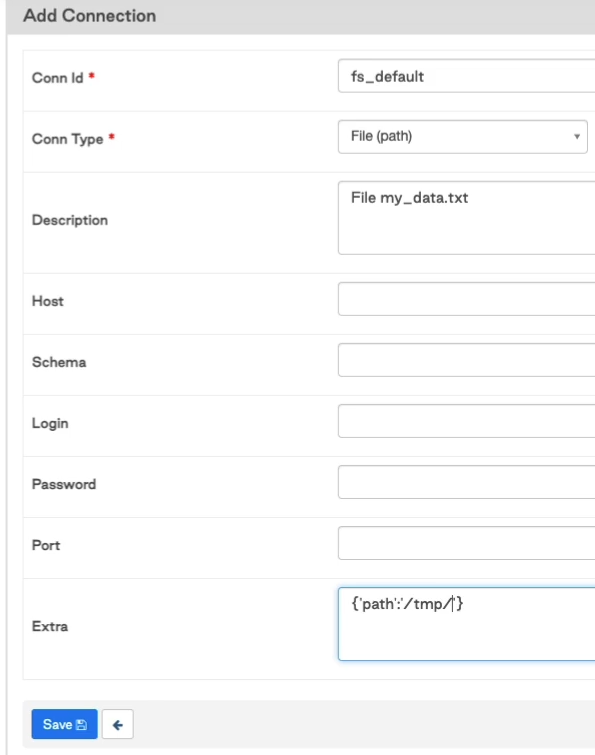 Add Connection
Conn Id *
fs_default
Conn Type *
File (path)
Description
File my_data.txt
Host
Schema
Login
Password
Port
Extra
{'path':'/tmp/'}
Save